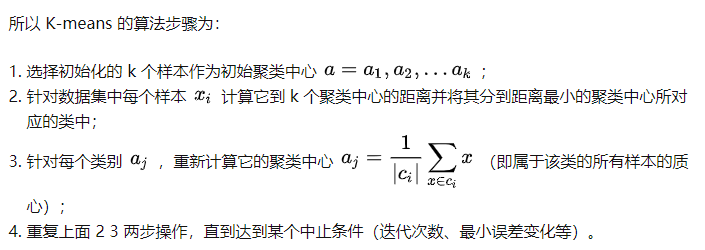 所以 K-means 的算法步骤为：
1. 选择初始化的 k 个样本作为初始聚类中心 a = a₁, a₂, … aₖ ；
2. 针对数据集中每个样本 xᵢ 计算它到 k 个聚类中心的距离并将其分到距离最小的聚类中心所对
应的类中；
3. 针对每个类别 aⱼ ，重新计算它的聚类中心 aⱼ = 1/|cᵢ| ∑x∈cᵢ x （即属于该类的所有样本的质
心）；
4. 重复上面 2 3 两步操作，直到达到某个中止条件（迭代次数、最小误差变化等）。